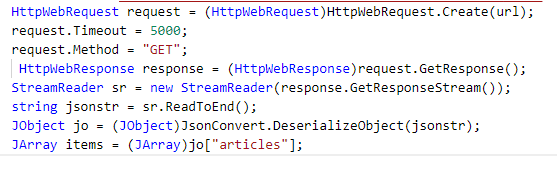 HttpWebRequest request = (HttpWebRequest)HttpWebRequest.Create(url);
request.Timeout = 5000;
request.Method = "GET";
HttpWebResponse response = (HttpWebResponse)request.GetResponse();
StreamReader sr = new StreamReader(response.GetResponseStream());
string jsonstr = sr.ReadToEnd();
JObject jo = (JObject)JsonConvert.DeserializeObject(jsonstr);
JArray items = (JArray)jo["articles"];